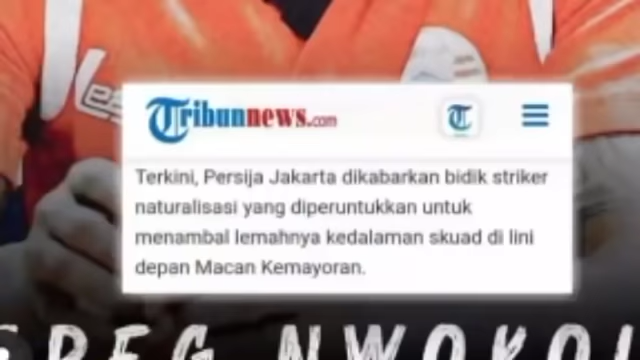 Tribunnews.com
Terkini, Persija Jakarta dikabarkan bidik striker
naturalisasi yang diperuntukkan untuk
menambal lemahnya kedalaman skuad di lini
depan Macan Kemayoran.